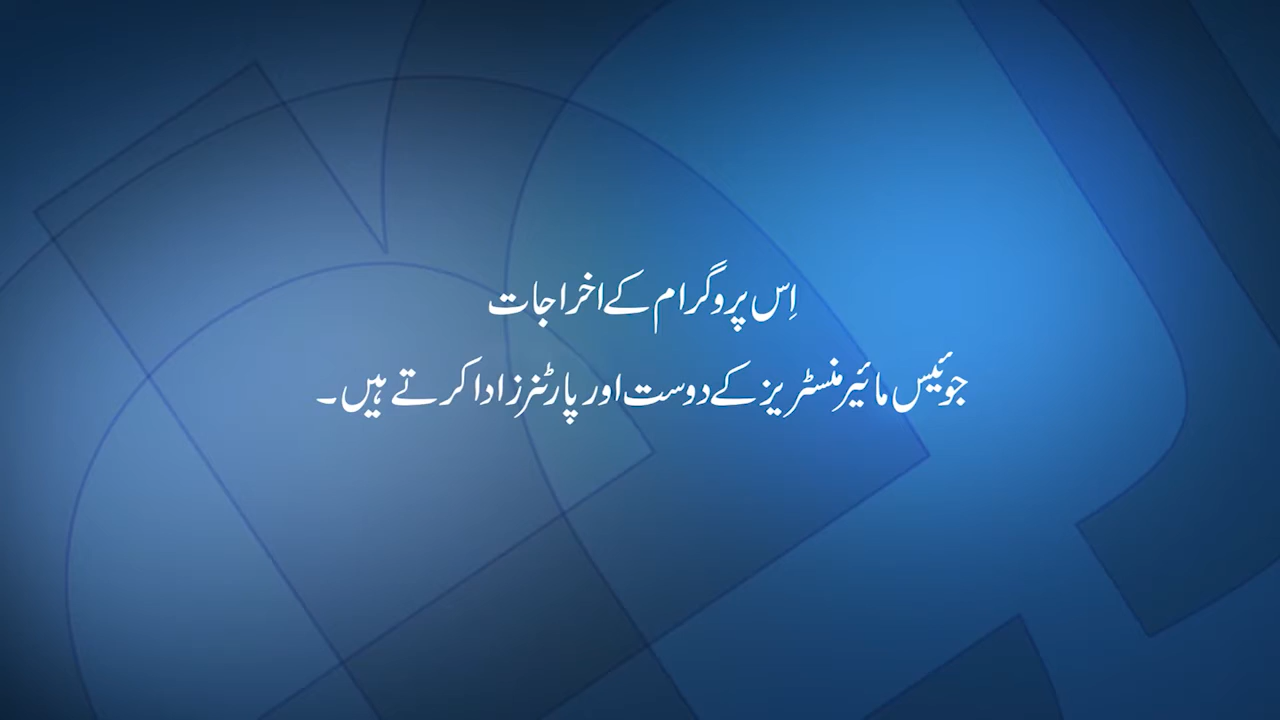 اِس پروگرام کے اخراجات
جوئیس مائیر منسٹریز کے دوست اور پارٹنرز ادا کرتے ہیں۔